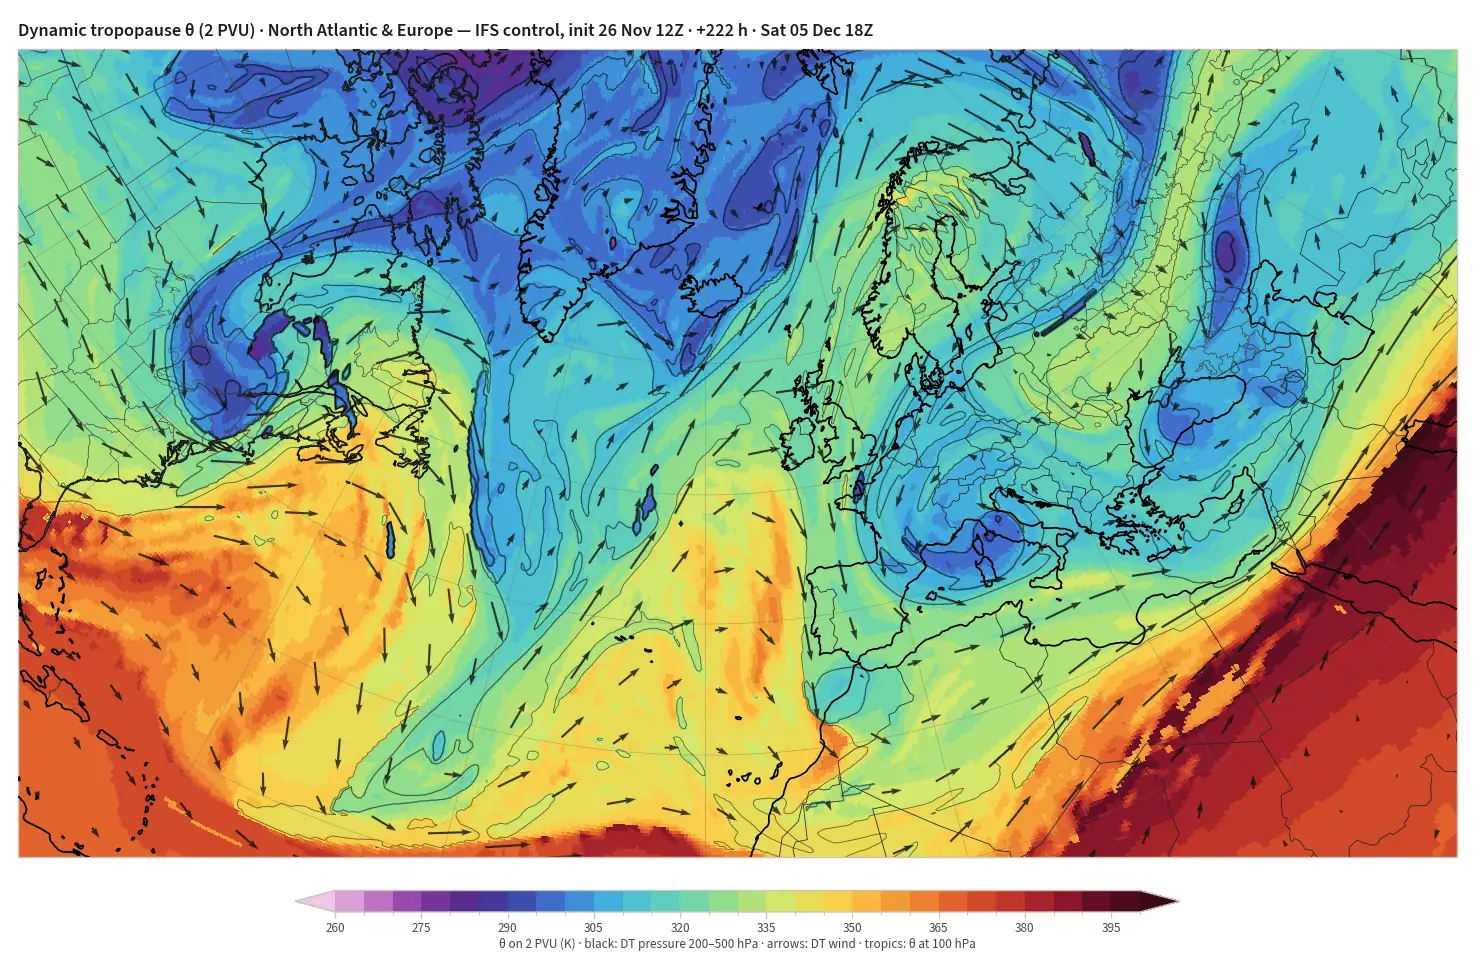 Dynamic tropopause θ (2 PVU) · North Atlantic & Europe — IFS control, init 26 Nov 12Z · +222 h · Sat 05 Dec 18Z
260 275 290 305 320 335 350 365 380 395
θ on 2 PVU (K) · black: DT pressure 200–500 hPa · arrows: DT wind · tropics: θ at 100 hPa